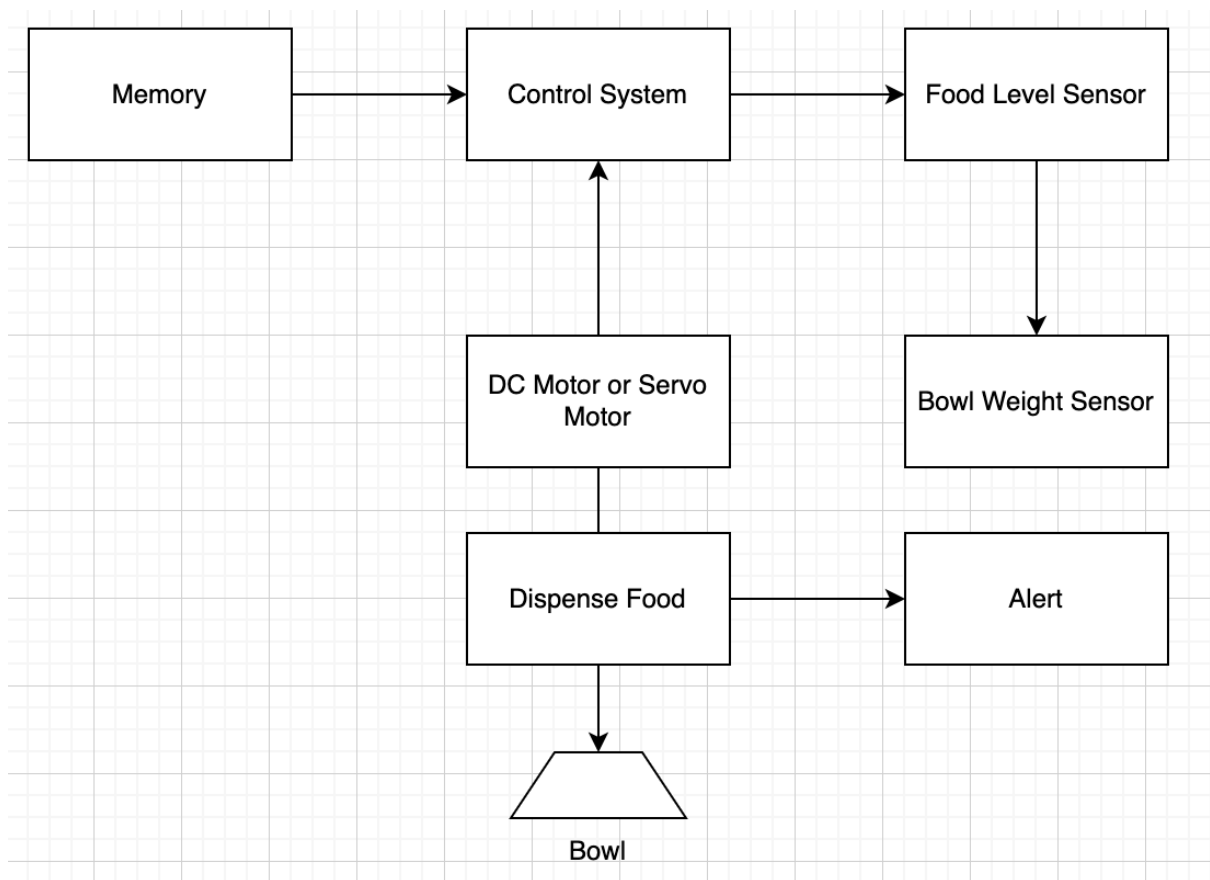 Memory
Control System
Food Level Sensor
DC Motor or Servo
Motor
Bowl Weight Sensor
Dispense Food
Alert
Bowl